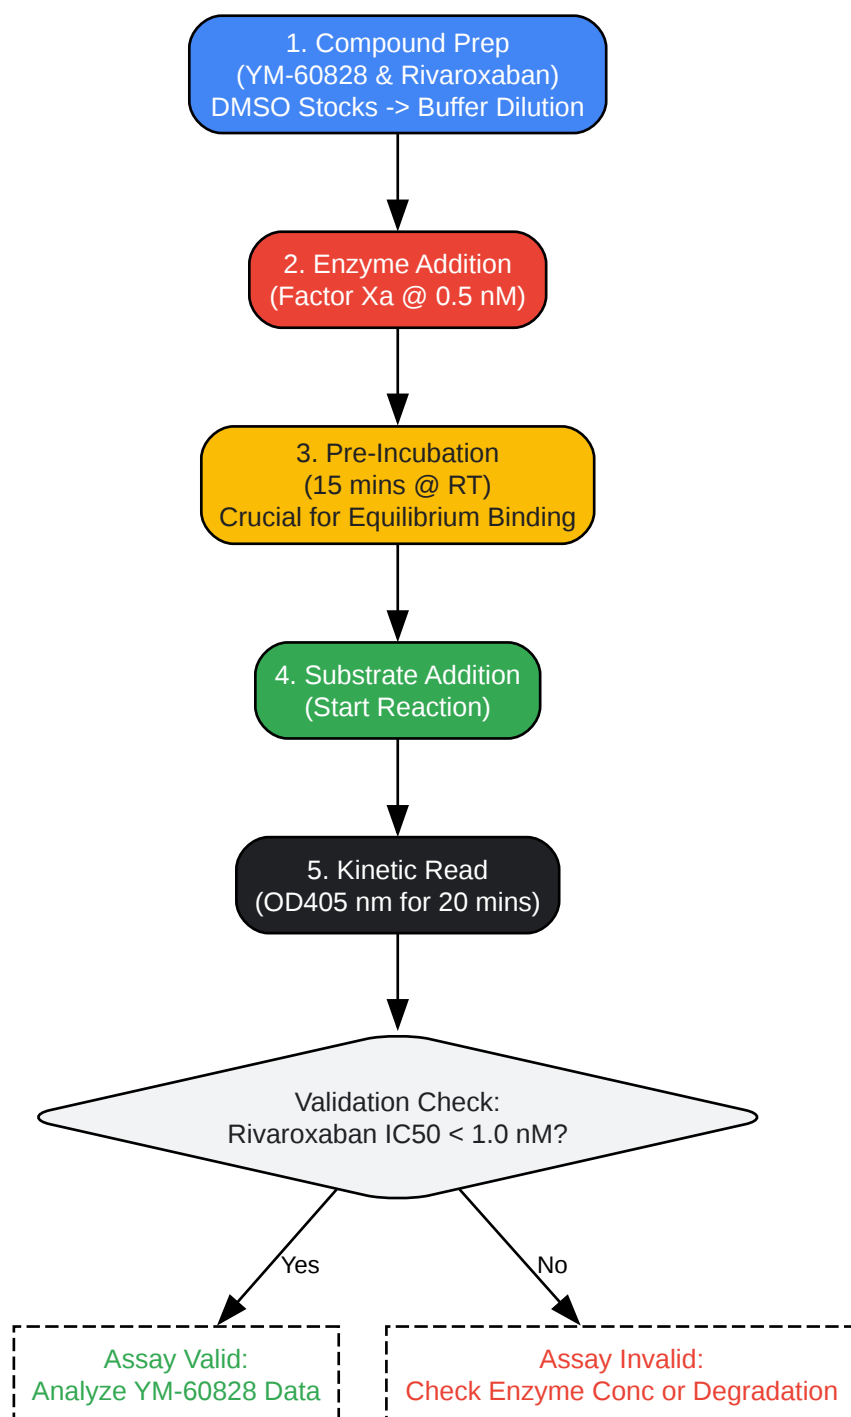 1. Compound Prep
(YM-60828 & Rivaroxaban)
DMSO Stocks -> Buffer Dilution
2. Enzyme Addition
(Factor Xa @ 0.5 nM)
3. Pre-Incubation
(15 mins @ RT)
Crucial for Equilibrium Binding
4. Substrate Addition
(Start Reaction)
5. Kinetic Read
(OD405 nm for 20 mins)
Validation Check:
Rivaroxaban IC50 < 1.0 nM?
Yes
No
Assay Valid:
Analyze YM-60828 Data
Assay Invalid:
Check Enzyme Conc or Degradation